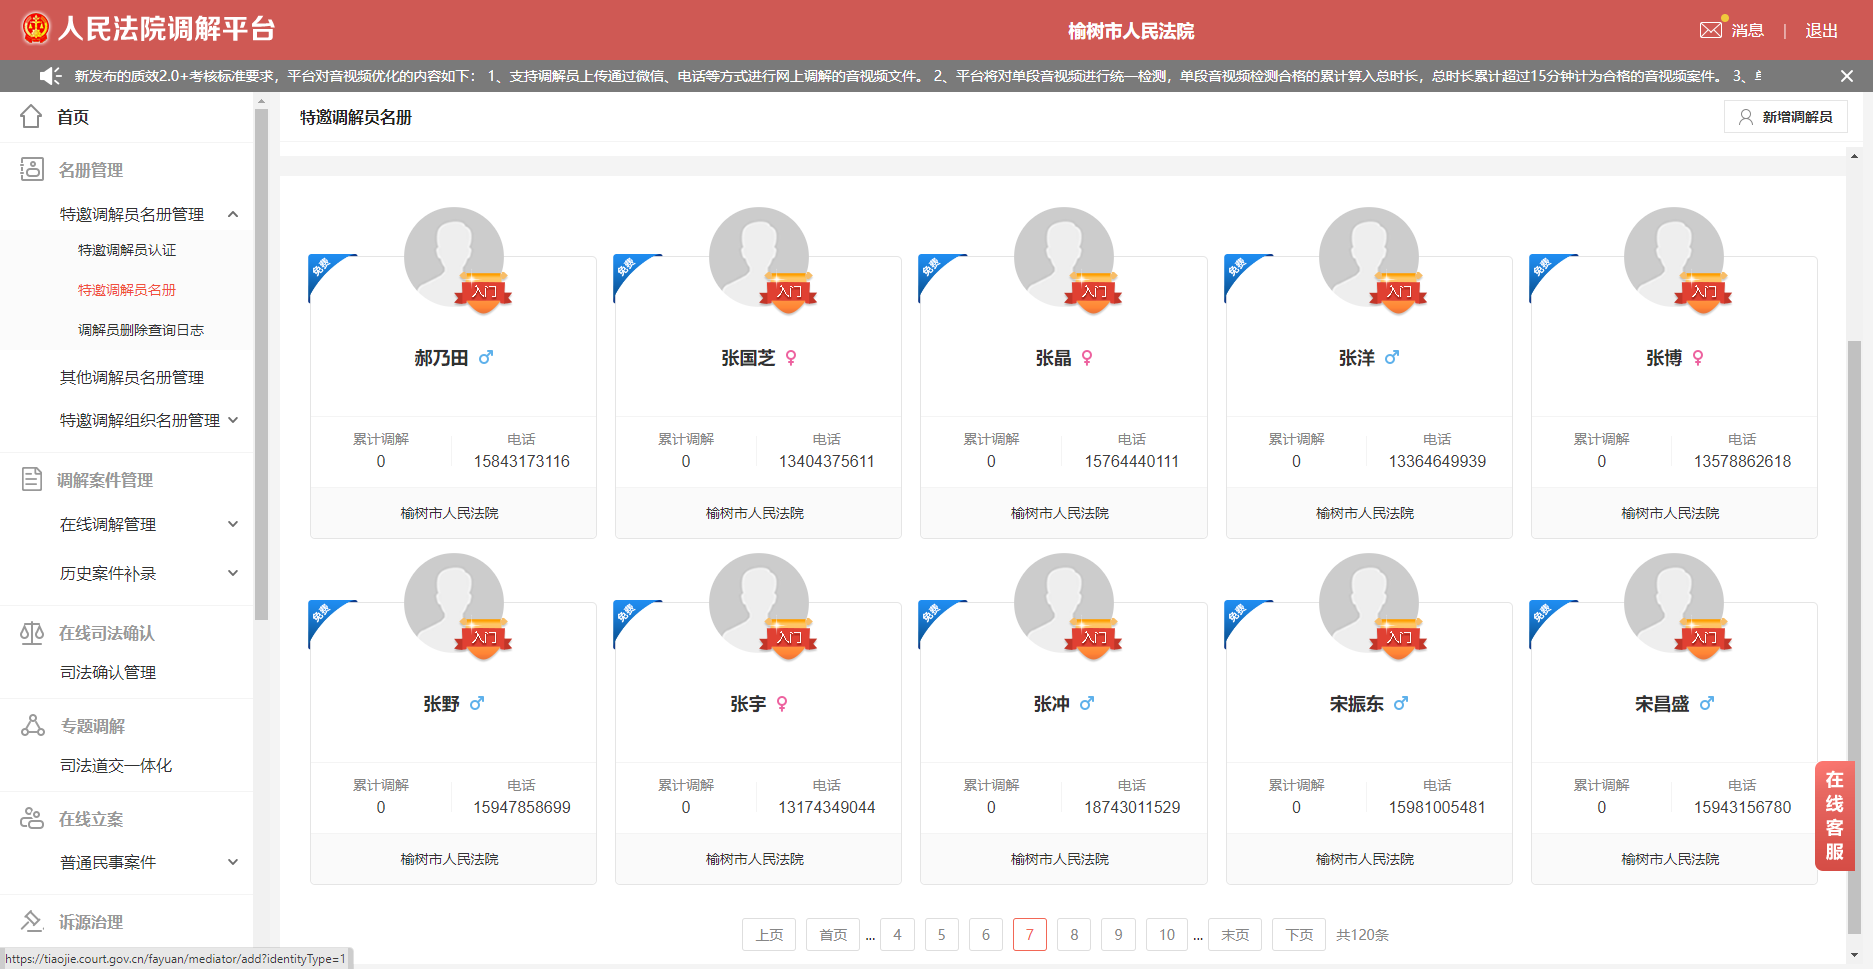 人民法院调解平台
榆树市人民法院
消息 | 退出
新发布的质效2.0+考核标准要求，平台对音视频优化的内容如下： 1、支持调解员上传通过微信、电话等方式进行网上调解的音视频文件。 2、平台将对单段音视频进行统一检测，单段音视频检测合格的累计算入总时长，总时长累计超过15分钟计为合格的音视频案件。 3、
首页
名册管理
特邀调解员名册管理
特邀调解员认证
特邀调解员名册
调解员删除查询日志
其他调解员名册管理
特邀调解组织名册管理
调解案件管理
在线调解管理
历史案件补录
在线司法确认
司法确认管理
专题调解
司法道交一体化
在线立案
普通民事案件
诉源治理
https://tiaojie.court.gov.cn/fayuan/mediator/add?identityType=1
特邀调解员名册
新增调解员
免费 免费 免费 免费 免费
入门 入门 入门 入门 入门
郝乃田 ♂ 张国芝 ♀ 张晶 ♀ 张洋 ♂ 张博 ♀
累计调解 电话 累计调解 电话 累计调解 电话 累计调解 电话 累计调解 电话
0 15843173116 0 13404375611 0 15764440111 0 13364649939 0 13578862618
榆树市人民法院 榆树市人民法院 榆树市人民法院 榆树市人民法院 榆树市人民法院
免费 免费 免费 免费 免费
入门 入门 入门 入门 入门
张野 ♂ 张宇 ♀ 张冲 ♂ 宋振东 ♂ 宋昌盛 ♂
累计调解 电话 累计调解 电话 累计调解 电话 累计调解 电话 累计调解 电话
0 15947858699 0 13174349044 0 18743011529 0 15981005481 0 15943156780
榆树市人民法院 榆树市人民法院 榆树市人民法院 榆树市人民法院 榆树市人民法院
上页 首页 ... 4 5 6 7 8 9 10 ... 末页 下页 共120条
在线客服